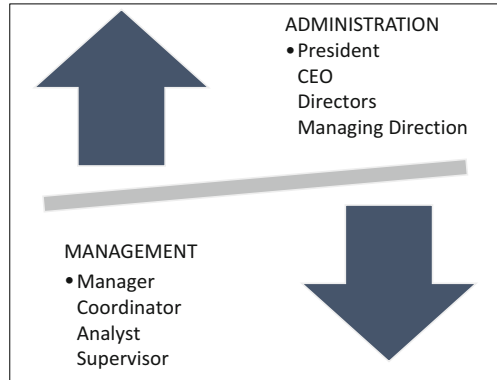 ADMINISTRATION
•President
CEO
Directors
Managing Direction
MANAGEMENT
•Manager
Coordinator
Analyst
Supervisor